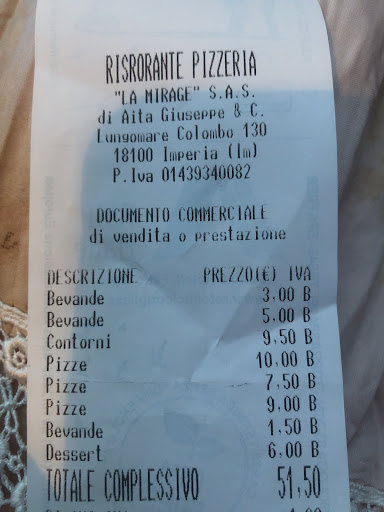 RISRORANTE PIZZERIA
"LA MIRAGE" S.A.S.
di Aita Giuseppe & C.
Lungomare Colombo 130
18100 Imperia (Im)
P.Iva 01439340082
DOCUMENTO COMMERCIALE
di vendita o prestazione
DESCRIZIONE PREZZO(€) IVA
Bevande 3,00 B
Bevande 5,00 B
Contorni 9,50 B
Pizze 10,00 B
Pizze 7,50 B
Pizze 9,00 B
Bevande 1,50 B
Dessert 6,00 B
TOTALE COMPLESSIVO 51,50